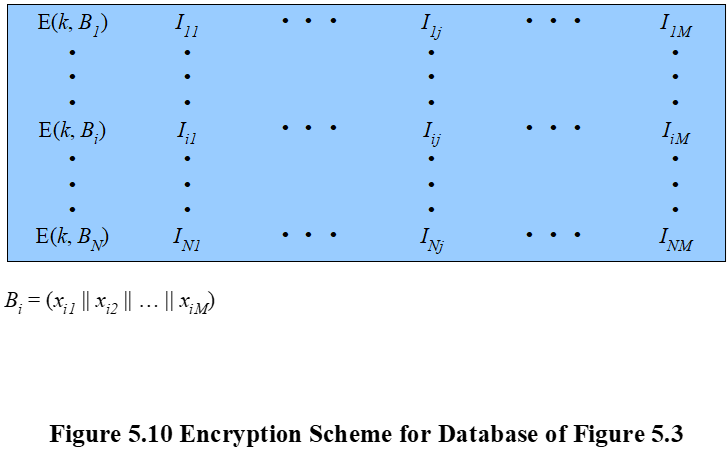 E(k, B1) I11 • • • I1j • • • I1M
• • • •
• • • •
• • • •
E(k, Bi) Ii1 • • • Iij • • • IiM
• • • •
• • • •
• • • •
E(k, BN) IN1 • • • INj • • • INM
Bi = (xi1 || xi2 || … || xiM)
Figure 5.10 Encryption Scheme for Database of Figure 5.3